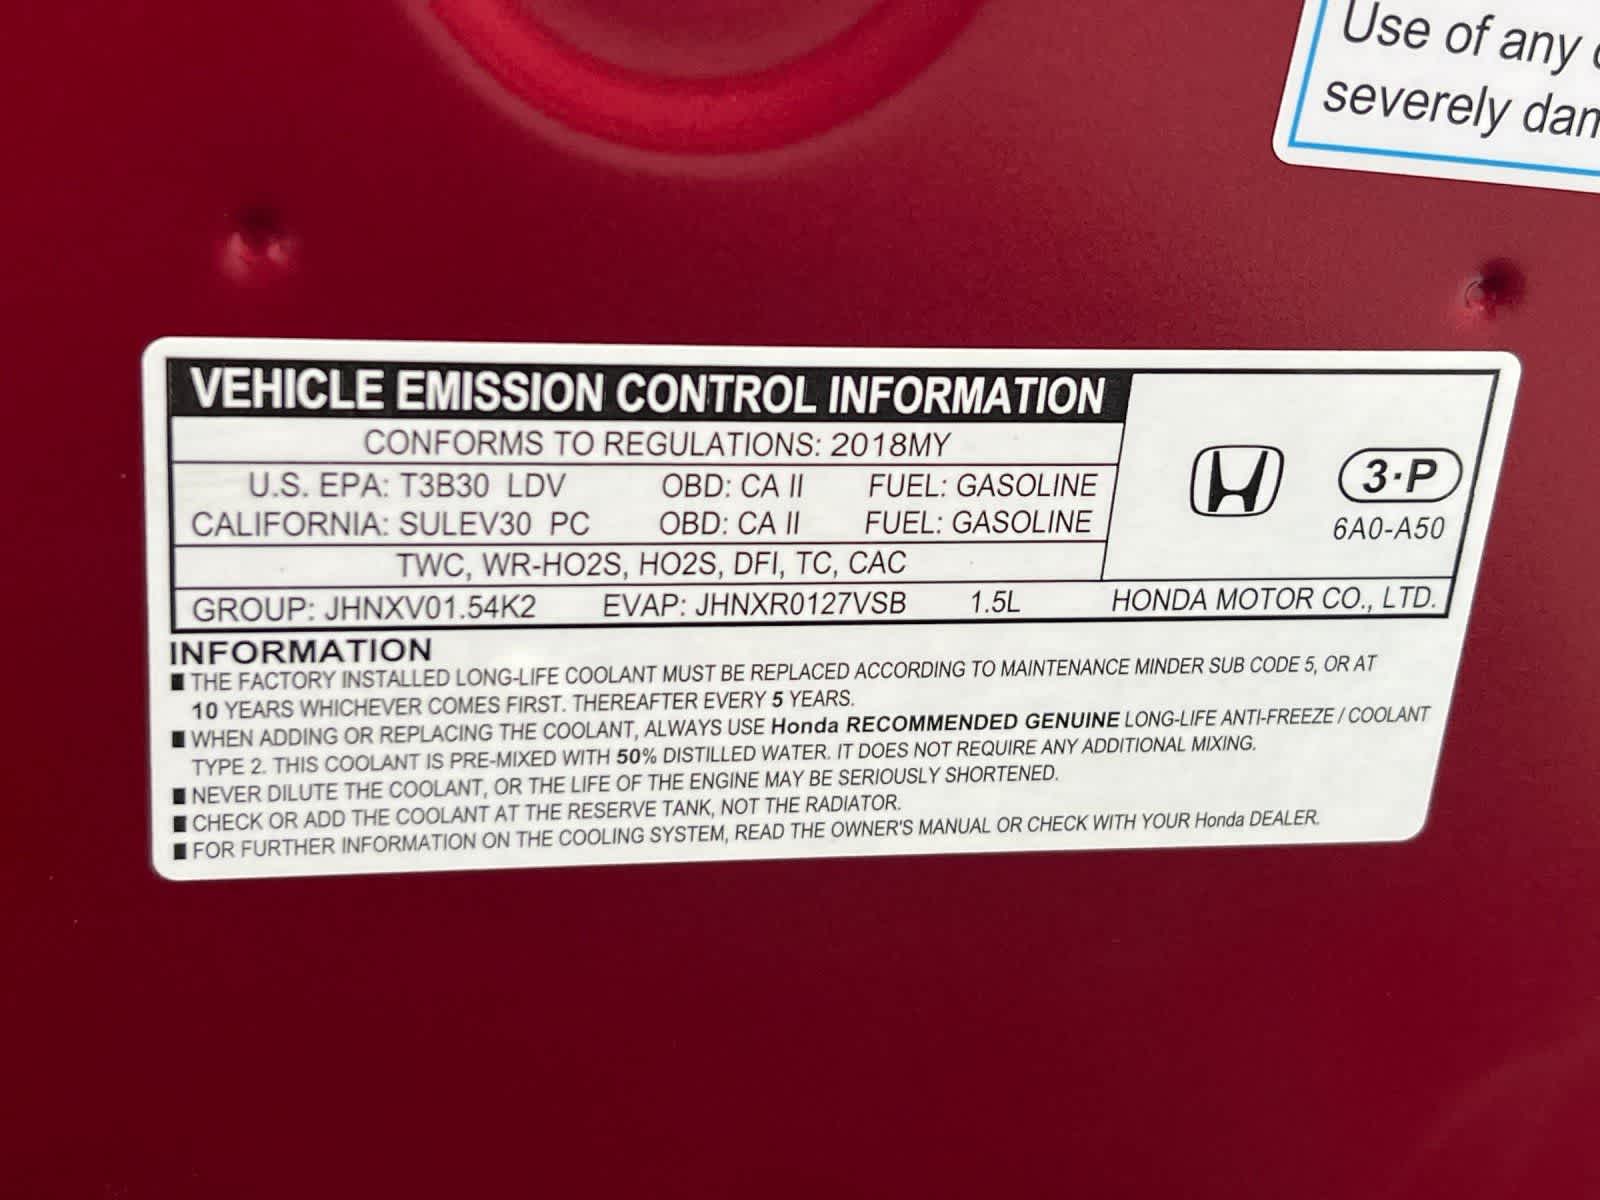 Use of any
severely
VEHICLE EMISSION CONTROL INFORMATION
CONFORMS TO REGULATIONS: 2018MY
U.S. EPA: T3B30 LDV OBD: CA II FUEL: GASOLINE
CALIFORNIA: SULEV30 PC OBD: CA II FUEL: GASOLINE
3·P
6A0-A50
TWC, WR-HO2S, HO2S, DFI, TC, CAC
GROUP: JHNXV01.54K2 EVAP: JHNXR0127VSB 1.5L HONDA MOTOR CO., LTD.
INFORMATION
■ THE FACTORY INSTALLED LONG-LIFE COOLANT MUST BE REPLACED ACCORDING TO MAINTENANCE MINDER SUB CODE 5, OR AT
10 YEARS WHICHEVER COMES FIRST. THEREAFTER EVERY 5 YEARS.
■ WHEN ADDING OR REPLACING THE COOLANT, ALWAYS USE Honda RECOMMENDED GENUINE LONG-LIFE ANTI-FREEZE / COOLANT
TYPE 2. THIS COOLANT IS PRE-MIXED WITH 50% DISTILLED WATER. IT DOES NOT REQUIRE ANY ADDITIONAL MIXING.
■ NEVER DILUTE THE COOLANT, OR THE LIFE OF THE ENGINE MAY BE SERIOUSLY SHORTENED.
■ CHECK OR ADD THE COOLANT AT THE RESERVE TANK, NOT THE RADIATOR.
■ FOR FURTHER INFORMATION ON THE COOLING SYSTEM, READ THE OWNER'S MANUAL OR CHECK WITH YOUR Honda DEALER.